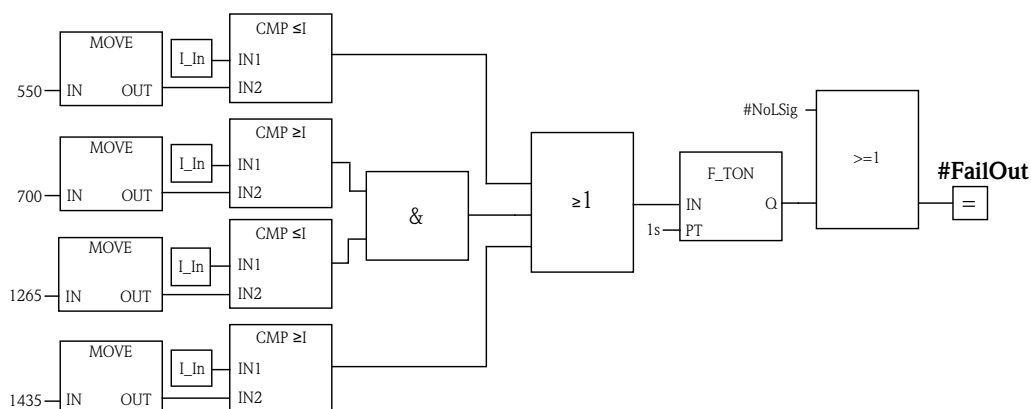 MOVE
550 IN OUT
I_In
CMP ≤I
IN1
IN2
MOVE
700 IN OUT
I_In
CMP ≥I
IN1
IN2
MOVE
1265 IN OUT
I_In
CMP ≤I
IN1
IN2
MOVE
1435 IN OUT
I_In
CMP ≥I
IN1
IN2
&
≥1
F_TON
IN Q
1s PT
#NoLSig
>=1
#FailOut
=